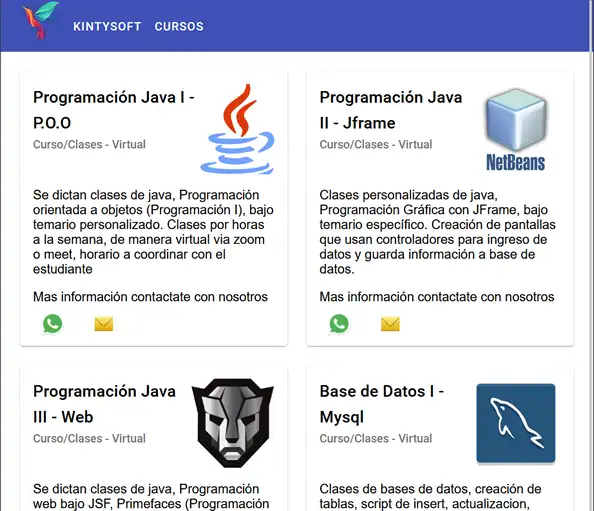 KINTYSOFT CURSOS
Programación Java I -
P.O.O
Curso/Clases - Virtual
Se dictan clases de java, Programación
orientada a objetos (Programación I), bajo
temario personalizado. Clases por horas
a la semana, de manera virtual via zoom
o meet, horario a coordinar con el
estudiante
Mas información contactate con nosotros
Programación Java
II - Jframe
Curso/Clases - Virtual
NetBeans
Clases personalizadas de java,
Programación Gráfica con JFrame, bajo
temario específico. Creación de pantallas
que usan controladores para ingreso de
datos y guarda información a base de
datos.
Mas información contactate con nosotros
Programación Java
III - Web
Curso/Clases - Virtual
Se dictan clases de java, Programación
web bajo JSF, Primefaces (Programación
Base de Datos I -
Mysql
Curso/Clases - Virtual
Clases de bases de datos, creación de
tablas, script de insert, actualizacion,